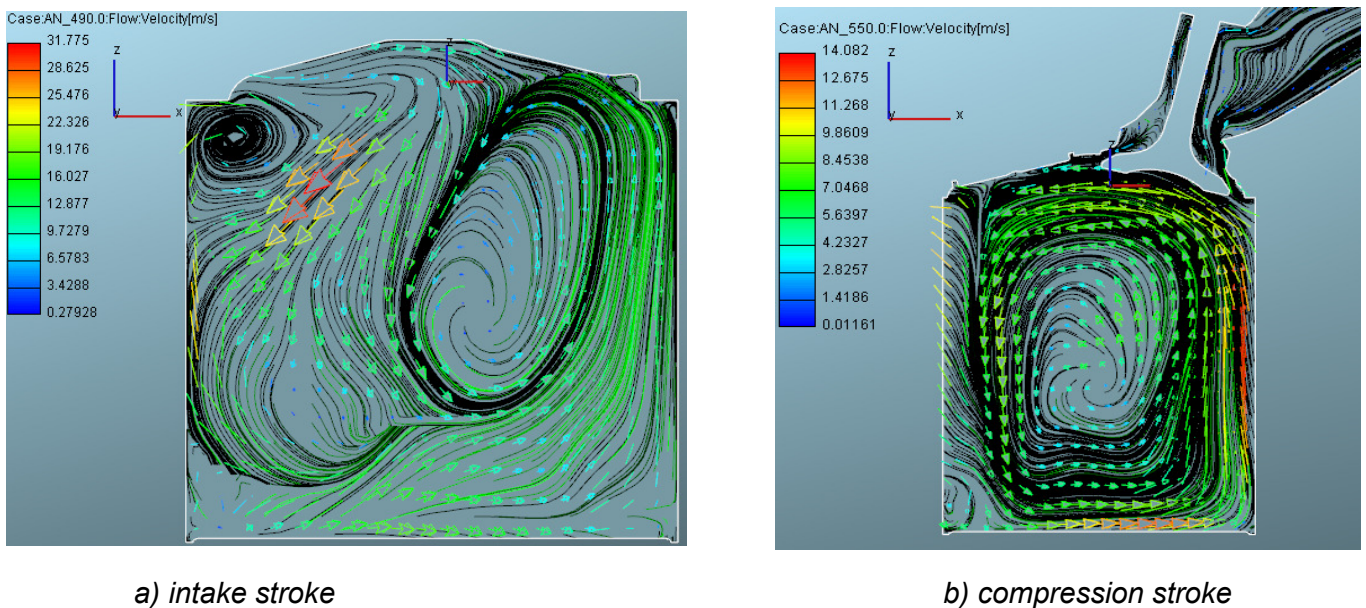 Case:AN_490.0:Flow:Velocity[m/s]
31.775
28.625
25.476
22.326
19.176
16.027
12.877
9.7279
6.5783
3.4288
0.27928
z
x
z
Case:AN_550.0:Flow:Velocity[m/s]
14.082
12.675
11.268
9.8609
8.4538
7.0468
5.6397
4.2327
2.8257
1.4186
0.01161
z
x
z
a) intake stroke
b) compression stroke